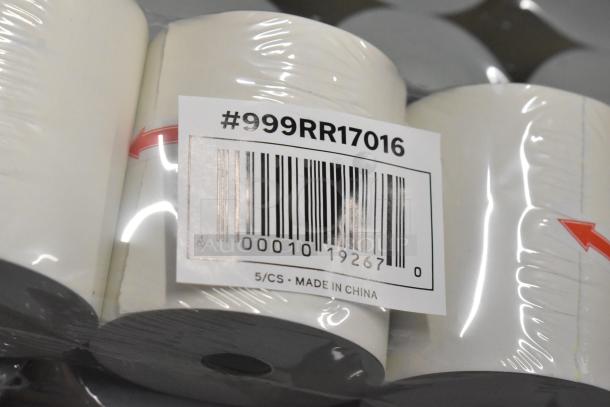 #999RR17016
00010 19267 0
5/CS • MADE IN CHINA